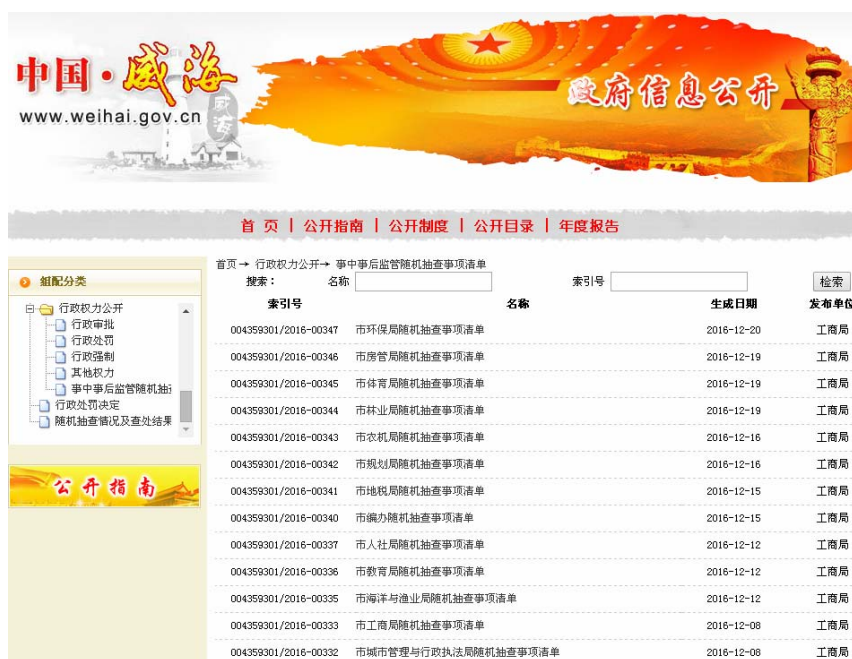 中国·威海
www.weihai.gov.cn
威海
政府信息公开
首 页 | 公开指南 | 公开制度 | 公开目录 | 年度报告
组配分类
行政权力公开
行政审批
行政处罚
行政强制
其他权力
事中事后监管随机抽
行政处罚决定
随机抽查情况及查处结果
公开指南
首页→ 行政权力公开→ 事中事后监管随机抽查事项清单
搜索: 名称 索引号 检索
索引号 名称 生成日期 发布单位
004359301/2016-00347 市环保局随机抽查事项清单 2016-12-20 工商局
004359301/2016-00346 市房管局随机抽查事项清单 2016-12-19 工商局
004359301/2016-00345 市体育局随机抽查事项清单 2016-12-19 工商局
004359301/2016-00344 市林业局随机抽查事项清单 2016-12-19 工商局
004359301/2016-00343 市农机局随机抽查事项清单 2016-12-16 工商局
004359301/2016-00342 市规划局随机抽查事项清单 2016-12-16 工商局
004359301/2016-00341 市地税局随机抽查事项清单 2016-12-15 工商局
004359301/2016-00340 市编办随机抽查事项清单 2016-12-15 工商局
004359301/2016-00337 市人社局随机抽查事项清单 2016-12-12 工商局
004359301/2016-00336 市教育局随机抽查事项清单 2016-12-12 工商局
004359301/2016-00335 市海洋与渔业局随机抽查事项清单 2016-12-12 工商局
004359301/2016-00333 市工商局随机抽查事项清单 2016-12-08 工商局
004359301/2016-00332 市城市管理与行政执法局随机抽查事项清单 2016-12-08 工商局